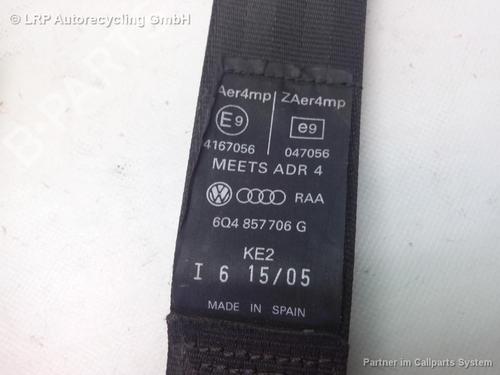 © LRP Autorecycling GmbH
Aer4mp ZAer4mp
E9 e9
4167056 047056
MEETS ADR 4
RAA
6Q4 857706 G
KE2
I 6 15/05
MADE IN SPAIN
Partner im Callparts System